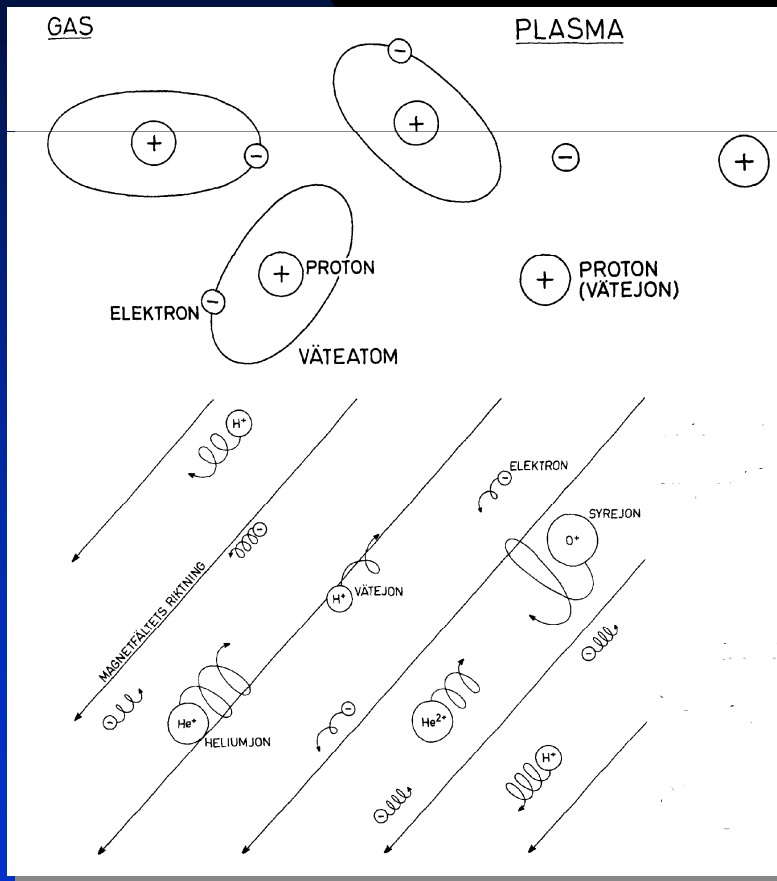 GAS
PLASMA
−
+
−
+
−
+
+
PROTON
−
ELEKTRON
VÄTEATOM
+
PROTON
(VÄTEJON)
H⁺
ELEKTRON
−
SYREJON
O⁺
−
MAGNETFÄLTETS RIKTNING
H⁺
VÄTEJON
−
−
He⁺
HELIUMJON
−
He²⁺
H⁺
−